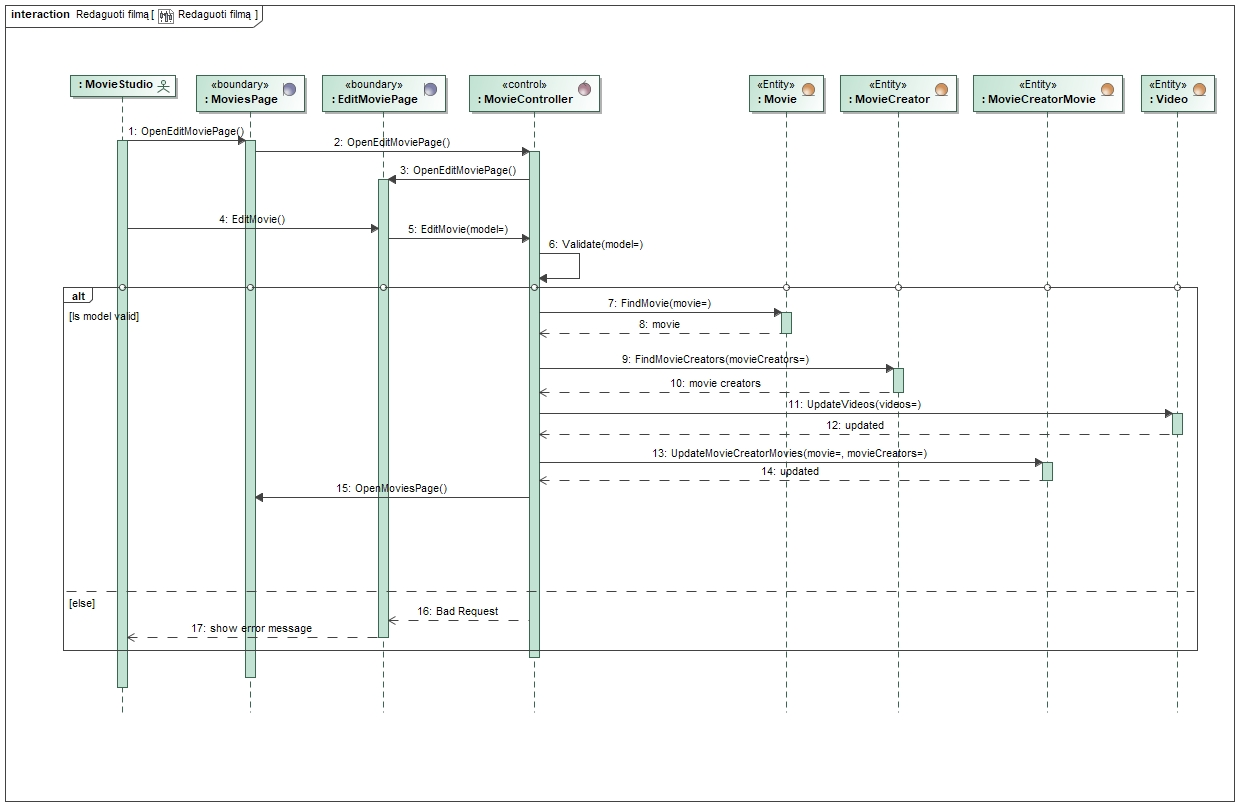 interaction Redaguoti filmą [ Redaguoti filmą ]
: MovieStudio
«boundary»
: MoviesPage
«boundary»
: EditMoviePage
«control»
: MovieController
«Entity»
: Movie
«Entity»
: MovieCreator
«Entity»
: MovieCreatorMovie
«Entity»
: Video
1: OpenEditMoviePage()
2: OpenEditMoviePage()
3: OpenEditMoviePage()
4: EditMovie()
5: EditMovie(model=)
6: Validate(model=)
alt
[Is model valid]
7: FindMovie(movie=)
8: movie
9: FindMovieCreators(movieCreators=)
10: movie creators
11: UpdateVideos(videos=)
12: updated
13: UpdateMovieCreatorMovies(movie=, movieCreators=)
14: updated
15: OpenMoviesPage()
[else]
16: Bad Request
17: show error message